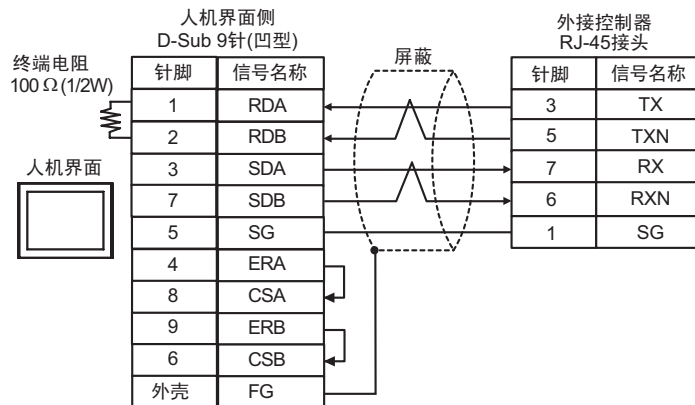 人机界面侧
D-Sub 9针(凹型)
外接控制器
RJ-45接头
终端电阻
100 Ω (1/2W)
屏蔽
针脚 信号名称
1 RDA
2 RDB
3 SDA
7 SDB
5 SG
4 ERA
8 CSA
9 ERB
6 CSB
外壳 FG
人机界面
针脚 信号名称
3 TX
5 TXN
7 RX
6 RXN
1 SG